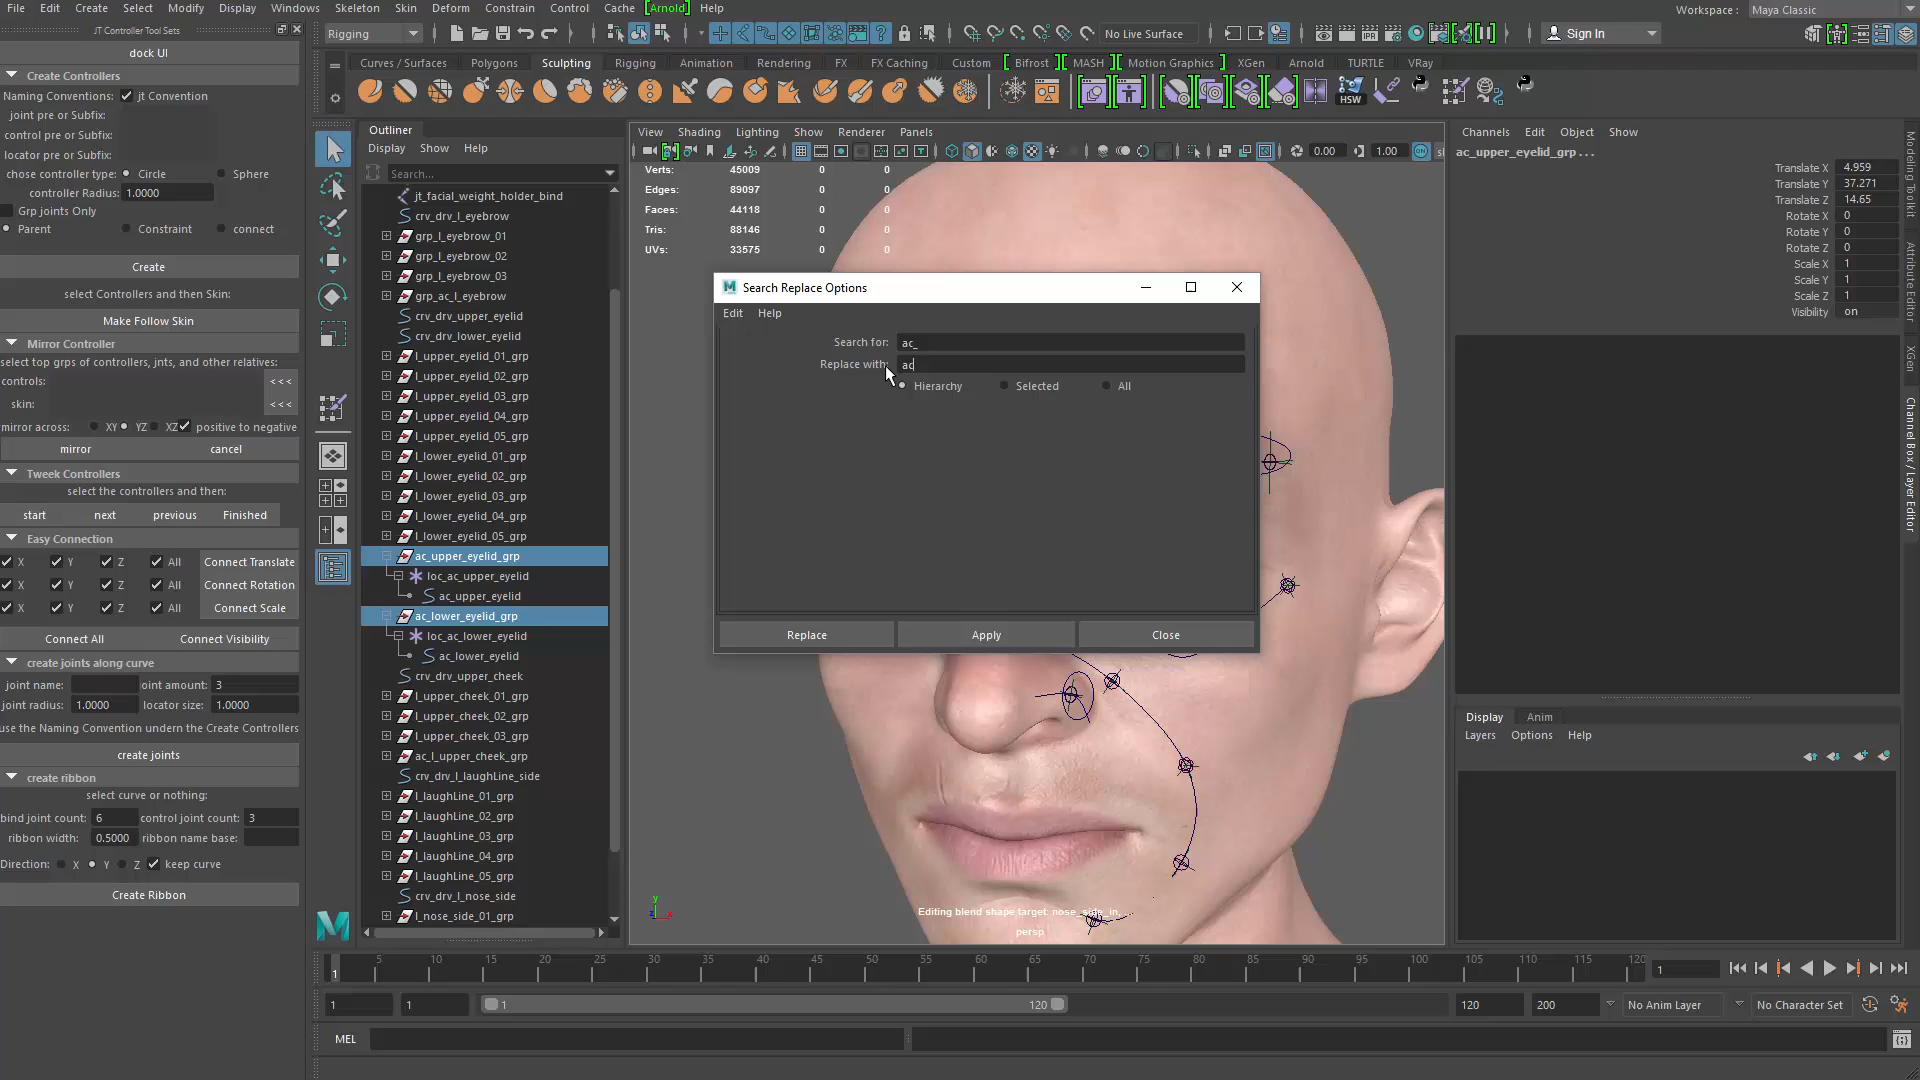 File Edit Create Select Modify Display Windows Skeleton Skin Deform Constrain Control Cache [Arnold] Help
Workspace : Maya Classic
JT Controller Tool Sets
dock UI
Create Controllers
Naming Conventions: jt Convention
joint pre or Subfix:
control pre or Subfix:
locator pre or Subfix:
chose controller type: Circle Sphere
controller Radius: 1.0000
Grp joints Only
Parent Constraint connect
Create
select Controllers and then Skin:
Make Follow Skin
Mirror Controller
select top grps of controllers, jnts, and other relatives:
controls: <<<
skin: <<<
mirror across: XY YZ XZ positive to negative
mirror cancel
Tweek Controllers
select the controllers and then:
start next previous Finished
Easy Connection
X Y Z All Connect Translate
X Y Z All Connect Rotation
X Y Z All Connect Scale
Connect All Connect Visibility
create joints along curve
joint name: oint amount: 3
joint radius: 1.0000 locator size: 1.0000
use the Naming Convention undern the Create Controllers
create joints
create ribbon
select curve or nothing:
bind joint count: 6 control joint count: 3
ribbon width: 0.5000 ribbon name base:
Direction: X Y Z keep curve
Create Ribbon
Rigging
No Live Surface
Sign In
Curves / Surfaces Polygons Sculpting Rigging Animation Rendering FX FX Caching Custom Bifrost MASH Motion Graphics XGen Arnold TURTLE VRay
HSW
Outliner
Display Show Help
Search...
jt_facial_weight_holder_bind
crv_drv_l_eyebrow
grp_l_eyebrow_01
grp_l_eyebrow_02
grp_l_eyebrow_03
grp_ac_l_eyebrow
crv_drv_upper_eyelid
crv_drv_lower_eyelid
l_upper_eyelid_01_grp
l_upper_eyelid_02_grp
l_upper_eyelid_03_grp
l_upper_eyelid_04_grp
l_upper_eyelid_05_grp
l_lower_eyelid_01_grp
l_lower_eyelid_02_grp
l_lower_eyelid_03_grp
l_lower_eyelid_04_grp
l_lower_eyelid_05_grp
ac_upper_eyelid_grp
loc_ac_upper_eyelid
ac_upper_eyelid
ac_lower_eyelid_grp
loc_ac_lower_eyelid
ac_lower_eyelid
crv_drv_upper_cheek
l_upper_cheek_01_grp
l_upper_cheek_02_grp
l_upper_cheek_03_grp
ac_l_upper_cheek_grp
crv_drv_l_laughLine_side
l_laughLine_01_grp
l_laughLine_02_grp
l_laughLine_03_grp
l_laughLine_04_grp
l_laughLine_05_grp
crv_drv_l_nose_side
l_nose_side_01_grp
View Shading Lighting Show Renderer Panels
0.00 1.00
Verts: 45009 0 0
Edges: 89097 0 0
Faces: 44118 0 0
Tris: 88146 0 0
UVs: 33575 0 0
Search Replace Options
Edit Help
Search for: ac_
Replace with: ac
Hierarchy Selected All
Replace Apply Close
Editing blend shape target: nose_side_in,
persp
Channels Edit Object Show
ac_upper_eyelid_grp . . .
Translate X 4.959
Translate Y 37.271
Translate Z 14.65
Rotate X 0
Rotate Y 0
Rotate Z 0
Scale X 1
Scale Y 1
Scale Z 1
Visibility on
Display Anim
Layers Options Help
Modeling Toolkit
Attribute Editor
XGen
Channel Box / Layer Editor
1 5 10 15 20 25 30 35 40 45 50 55 60 65 70 75 80 85 90 95 100 105 110 115 120 1
1 1 1 120 120 200 No Anim Layer No Character Set
MEL